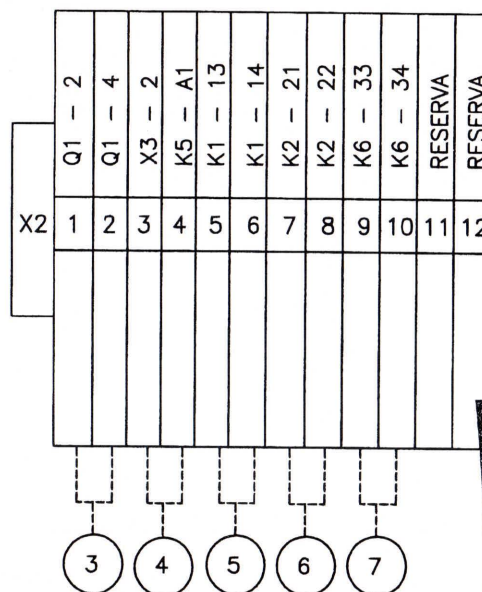 Q1 – 2
Q1 – 4
X3 – 2
K5 – A1
K1 – 13
K1 – 14
K2 – 21
K2 – 22
K6 – 33
K6 – 34
RESERVA
RESERVA
X2
1
2
3
4
5
6
7
8
9
10
11
12
3
4
5
6
7